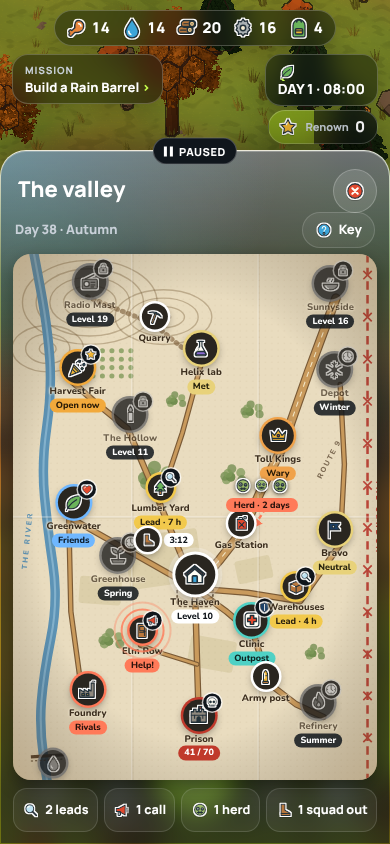 14
14
20
16
4
MISSION
Build a Rain Barrel ›
DAY 1 · 08:00
Renown 0
PAUSED
The valley
Day 38 · Autumn
Key
Radio Mast
Level 19
Sunnyside
Level 16
Quarry
Helix lab
Met
Harvest Fair
Open now
Depot
Winter
The Hollow
Level 11
Toll Kings
Wary
ROUTE 9
Lumber Yard
Lead · 7 h
Herd · 2 days
Greenwater
Friends
3:12
Gas Station
Bravo
Neutral
THE RIVER
Greenhouse
Spring
The Haven
Level 10
Warehouses
Lead · 4 h
Clinic
Outpost
Elm Row
Help!
Army post
Foundry
Rivals
Refinery
Summer
Prison
41 / 70
2 leads
1 call
1 herd
1 squad out